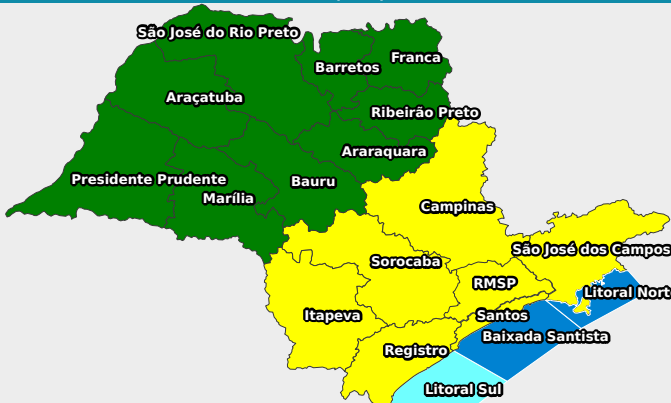 São José do Rio Preto
Franca
Barretos
Araçatuba
Ribeirão Preto
Araraquara
Presidente Prudente
Bauru
Marília
Campinas
São José dos Campos
Sorocaba
RMSP
Litoral Nort
Itapeva
Santos
Baixada Santista
Registro
Litoral Sul